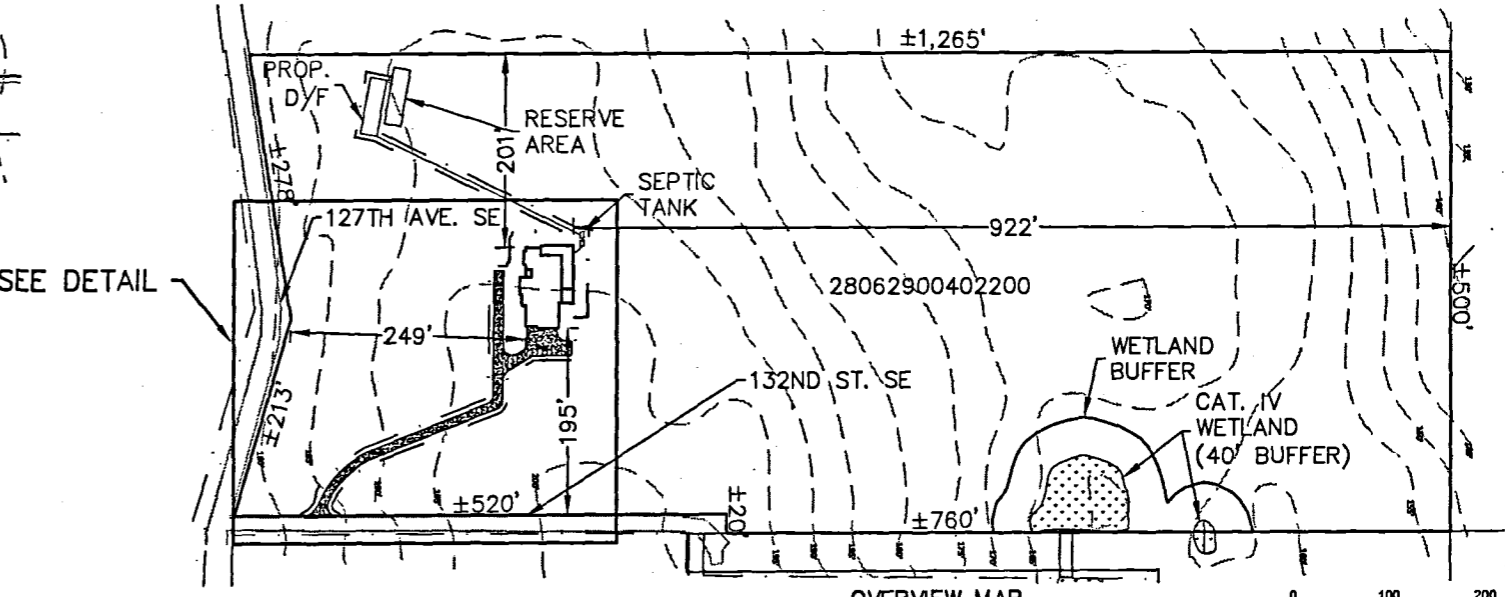 ±1,265'
PROP.
D/F
RESERVE
AREA
201'
±278'
SEPTIC
TANK
127TH AVE. SE
922'
SEE DETAIL
28062900402200
±500'
249'
WETLAND
BUFFER
132ND ST. SE
CAT. IV
WETLAND
(40' BUFFER)
±213'
195'
±520'
±20'
±760'
OVERVIEW MAP
0 100 200